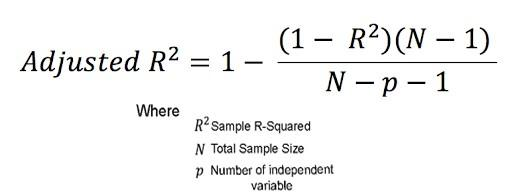 Adjusted R² = 1 − (1 − R²)(N − 1) / N − p − 1
Where
R² Sample R-Squared
N Total Sample Size
p Number of independent
variable